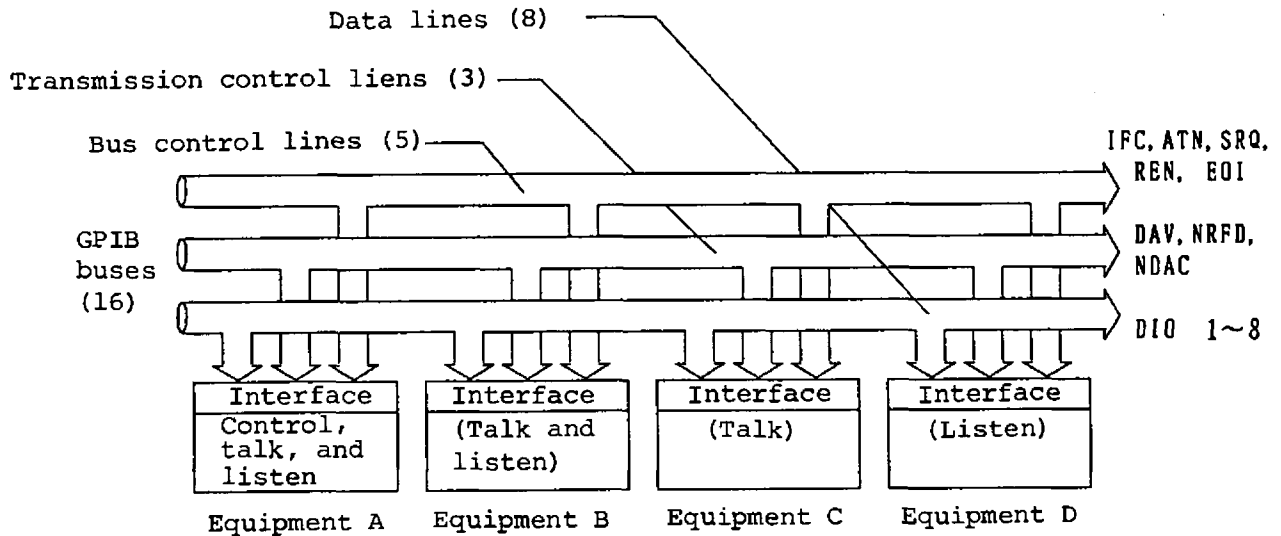 Data lines (8)
Transmission control liens (3)
Bus control lines (5)
IFC, ATN, SRQ,
REN, EOI
GPIB
buses
(16)
DAV, NRFD,
NDAC
DIO 1~8
Interface
Control,
talk, and
listen
Equipment A
Interface
(Talk and
listen)
Equipment B
Interface
(Talk)
Equipment C
Interface
(Listen)
Equipment D